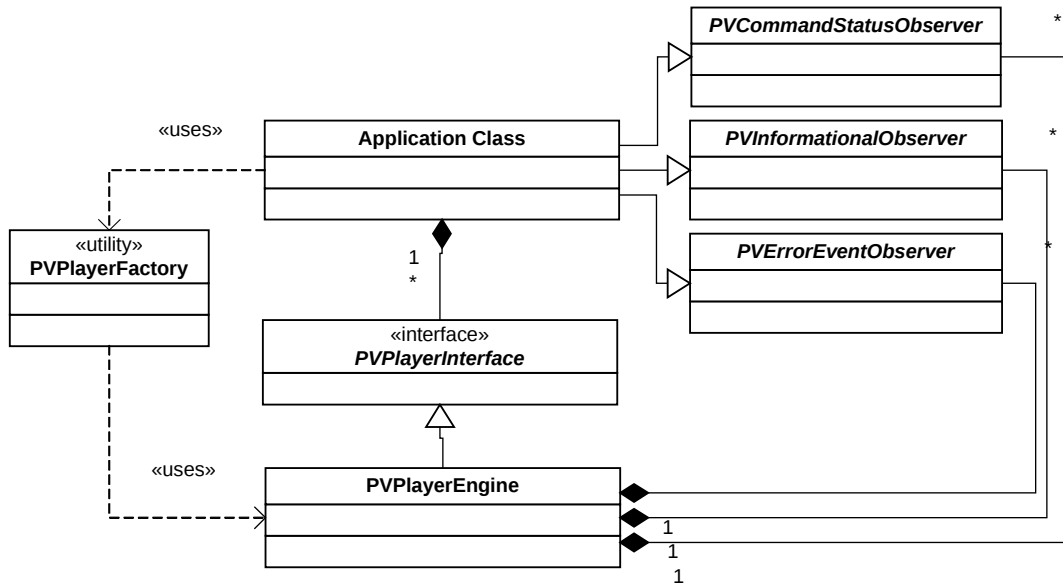 PVCommandStatusObserver
*
«uses»
Application Class
PVInformationalObserver
*
«utility»
PVPlayerFactory
PVErrorEventObserver
*
1
*
«interface»
PVPlayerInterface
«uses»
PVPlayerEngine
1
1
1